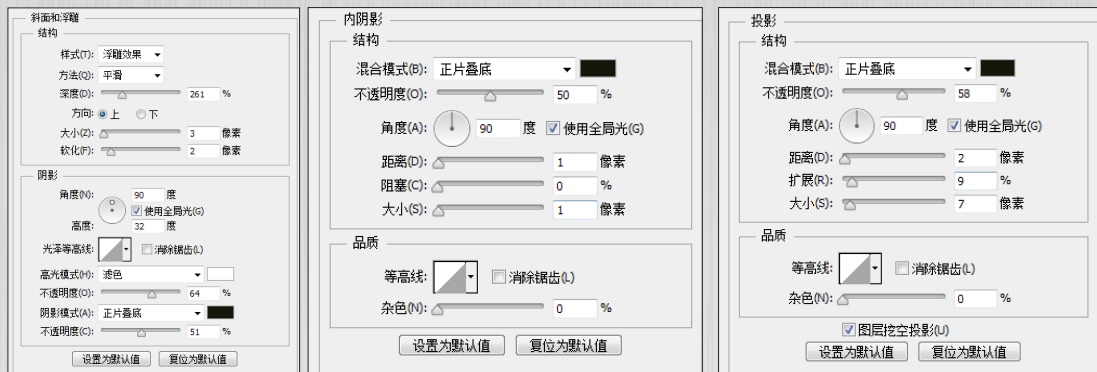 斜面和浮雕
结构
样式(T): 浮雕效果
方法(Q): 平滑
深度(D): 261 %
方向: 上 下
大小(Z): 3 像素
软化(F): 2 像素
阴影
角度(N): 90 度
使用全局光(G)
高度: 32 度
光泽等高线: 消除锯齿(L)
高光模式(H): 滤色
不透明度(O): 64 %
阴影模式(A): 正片叠底
不透明度(C): 51 %
设置为默认值 复位为默认值
内阴影
结构
混合模式(B): 正片叠底
不透明度(O): 50 %
角度(A): 90 度 使用全局光(G)
距离(D): 1 像素
阻塞(C): 0 %
大小(S): 1 像素
品质
等高线: 消除锯齿(L)
杂色(N): 0 %
设置为默认值 复位为默认值
投影
结构
混合模式(B): 正片叠底
不透明度(O): 58 %
角度(A): 90 度 使用全局光(G)
距离(D): 2 像素
扩展(R): 9 %
大小(S): 7 像素
品质
等高线: 消除锯齿(L)
杂色(N): 0 %
图层挖空投影(U)
设置为默认值 复位为默认值